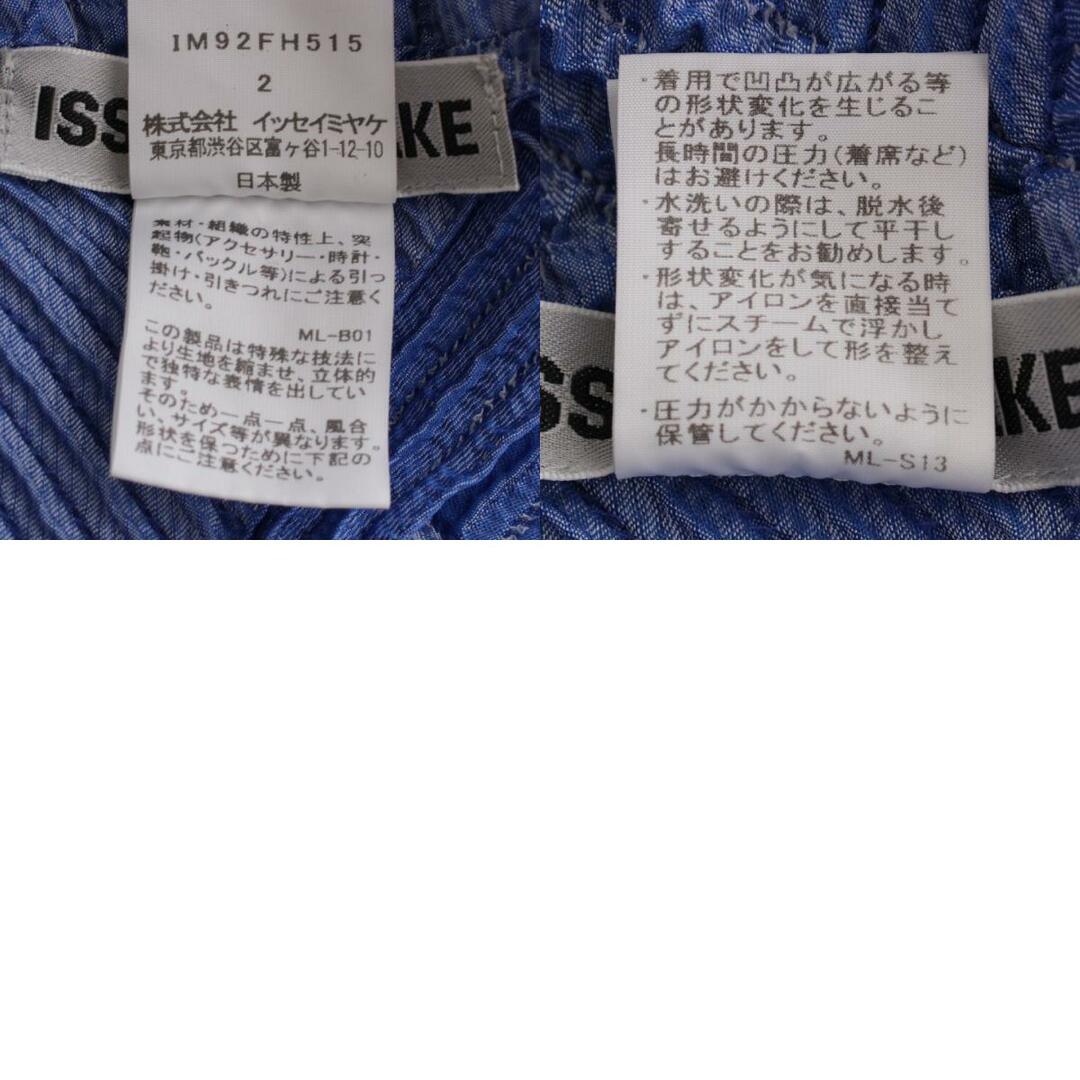 IM92FH515
2
ISS
AKE
株式会社 イッセイミヤケ
東京都渋谷区富ヶ谷1-12-10
日本製
素材・組織の特性上、突
起物(アクセサリー・時計・
鞄・バックル等)による引っ
掛け・引きつれにご注意く
ださい。
ML-B01
この製品は特殊な技法に
より生地を縮ませ、立体的
で独特な表情を出してい
ます。
そのため一点一点、風合
い、サイズ等が異なります。
形状を保つために下記の
点にご注意ください。
・着用で凹凸が広がる等
の形状変化を生じるこ
とがあります。
長時間の圧力(着席など)
はお避けください。
・水洗いの際は、脱水後
寄せるようにして平干し
することをお勧めします。
・形状変化が気になる時
は、アイロンを直接当て
ずにスチームで浮かし
アイロンをして形を整え
てください。
・圧力がかからないように
保管してください。
ML-S13
ISS
KE